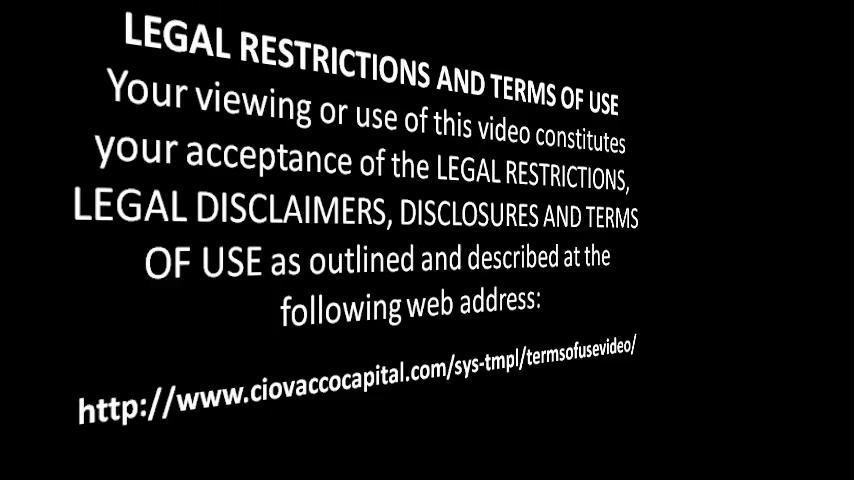 LEGAL RESTRICTIONS AND TERMS OF USE
Your viewing or use of this video constitutes
your acceptance of the LEGAL RESTRICTIONS,
LEGAL DISCLAIMERS, DISCLOSURES AND TERMS
OF USE as outlined and described at the
following web address:
http://www.ciovaccocapital.com/sys-tmpl/termsofusevideo/